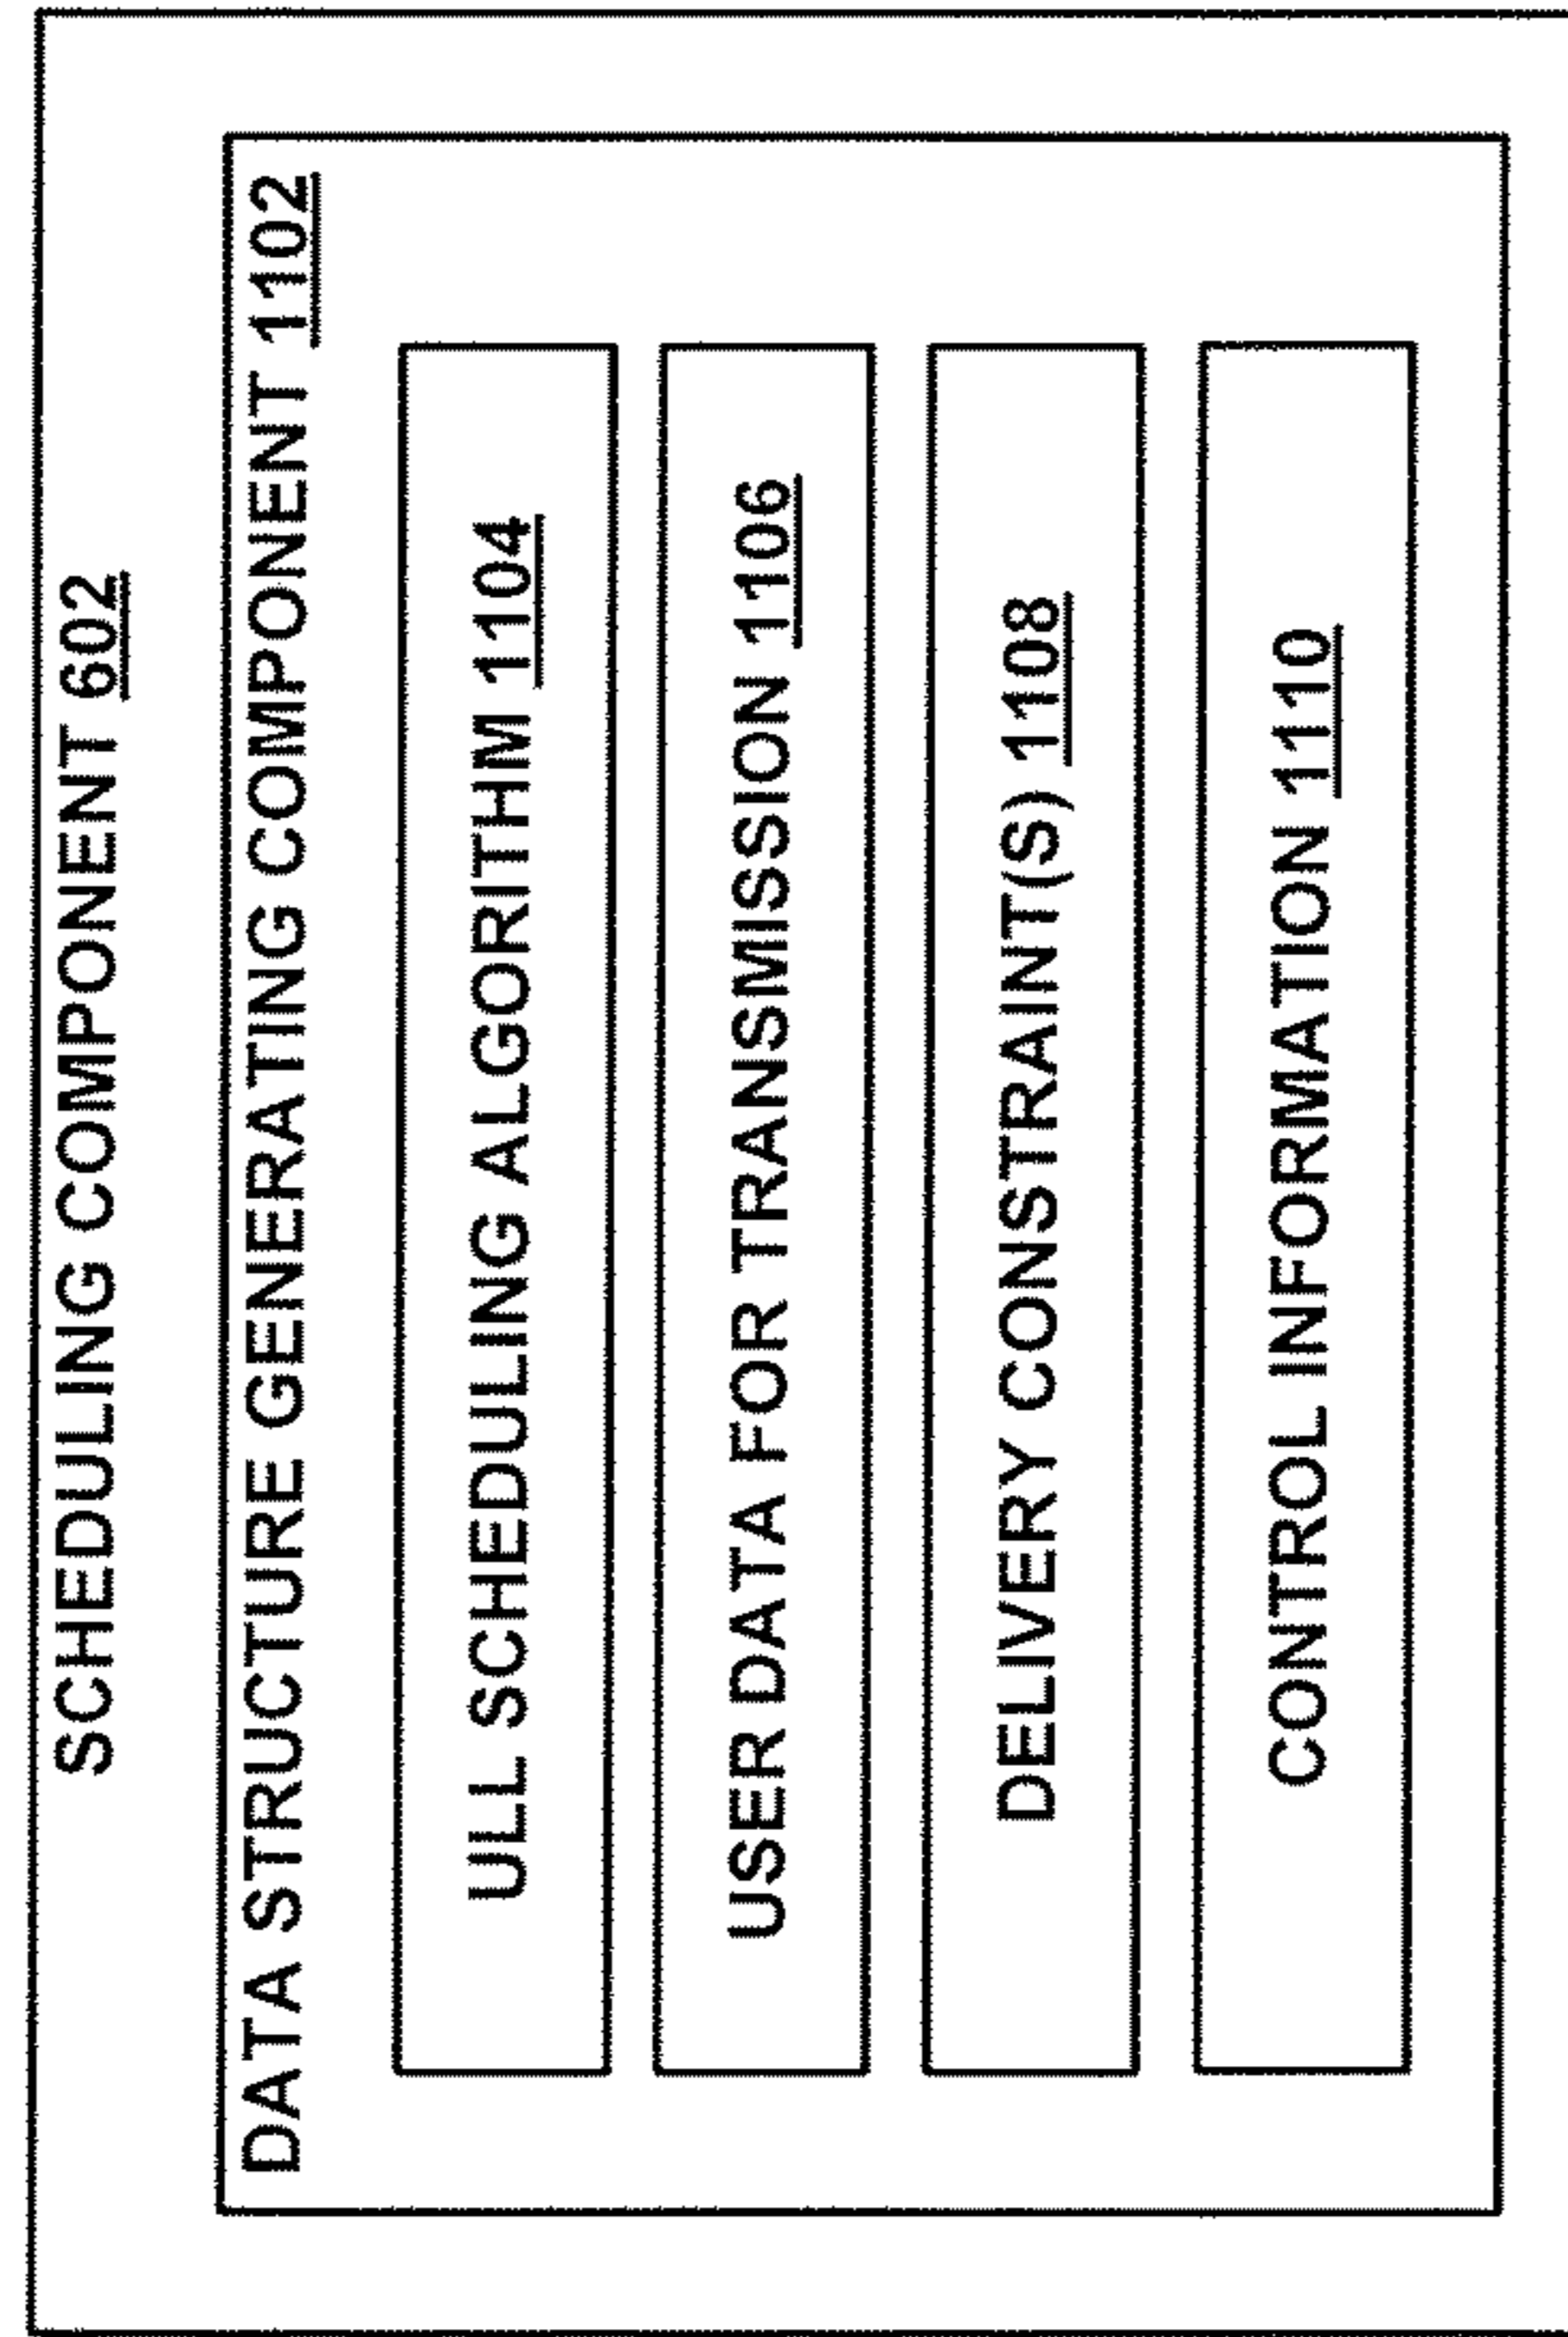 SCHEDULING COMPONENT 602
DATA STRUCTURE GENERATING COMPONENT 1102
ULL SCHEDULING ALGORITHM 1104
USER DATA FOR TRANSMISSION 1106
DELIVERY CONSTRAINT(S) 1108
CONTROL INFORMATION 1110